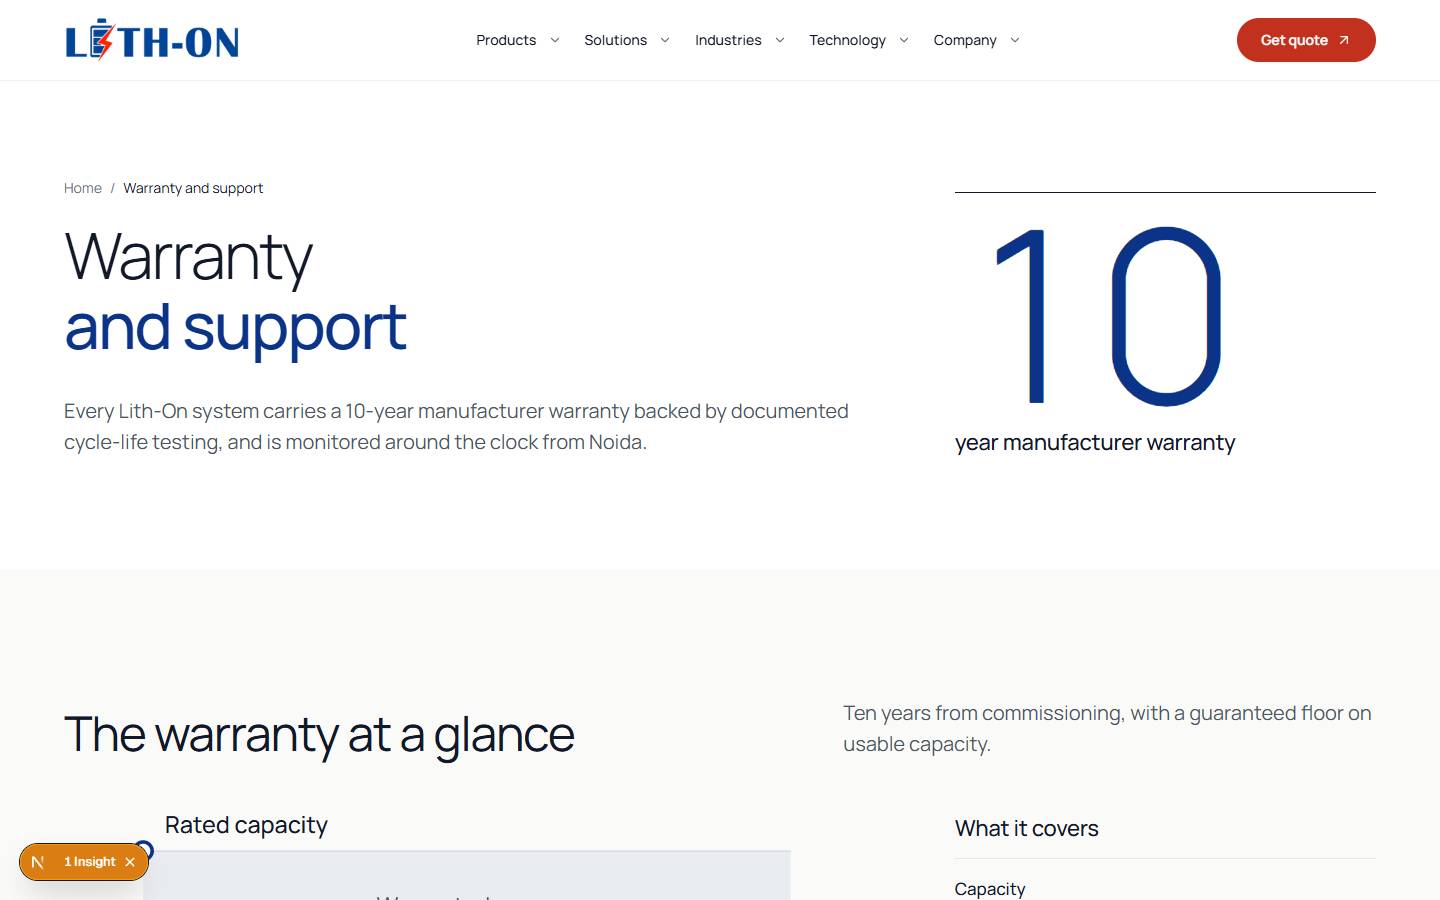 LITH-ON
Products
Solutions
Industries
Technology
Company
Get quote
Home / Warranty and support
Warranty
and support
Every Lith-On system carries a 10-year manufacturer warranty backed by documented
cycle-life testing, and is monitored around the clock from Noida.
10
year manufacturer warranty
The warranty at a glance
Ten years from commissioning, with a guaranteed floor on
usable capacity.
Rated capacity
What it covers
Capacity
N 1 Insight